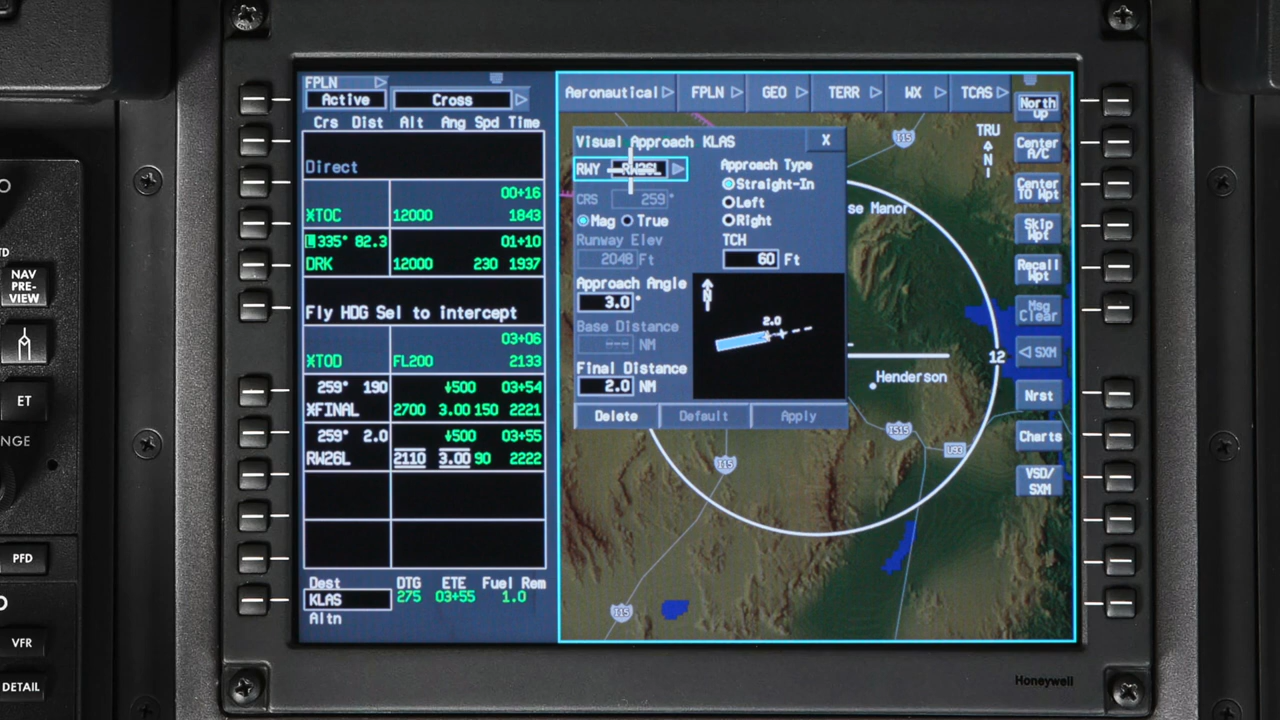 FPLN
Active
Cross
Crs Dist Alt Ang Spd Time
Direct
00+16
XTOC 12000 1843
335° 82.3 01+10
DRK 12000 230 1937
Fly HDG Sel to intercept
03+06
XTOD FL200 2133
259° 190 ↓500 03+54
XFINAL 2700 3.00 150 2221
259° 2.0 ↓500 03+55
RW26L 2110 3.00 90 2222
Dest DTG ETE Fuel Rem
KLAS 275 03+55 1.0
Altn
Aeronautical FPLN GEO TERR WX TCAS
Visual Approach KLAS X
RWY RW26L
CRS 259°
Mag True
Runway Elev
2048 Ft
Approach Angle
3.0°
Base Distance
--- NM
Final Distance
2.0 NM
Approach Type
Straight-In
Left
Right
TCH
60 Ft
N
2.0
Delete Default Apply
TRU
N
I15
se Manor
12
Henderson
I515
U93
I15
I15
North
Up
Center
A/C
Center
TO Wpt
Skip
Wpt
Recall
Wpt
Msg
Clear
SXM
Nrst
Charts
VSD/
SXM
Honeywell
NAV
PRE-
VIEW
ET
NGE
PFD
VFR
DETAIL